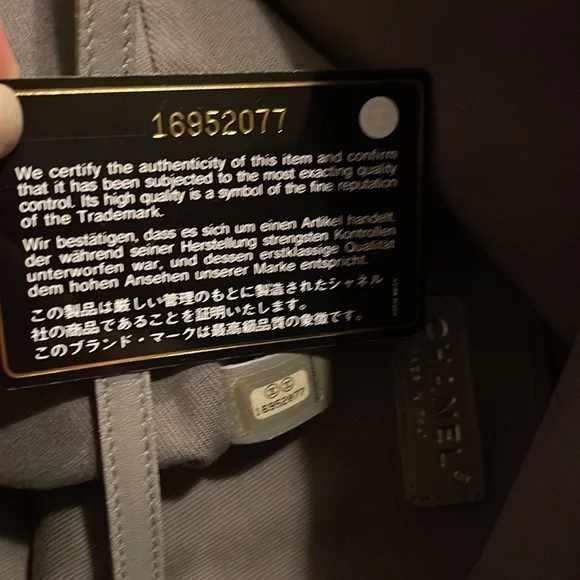 16952077
We certify the authenticity of this item and confirm
that it has been subjected to the most exacting quality
control. Its high quality is a symbol of the fine reputation
of the Trademark.
Wir bestätigen, dass es sich um einen Artikel handelt,
der während seiner Herstellung strengsten Kontrollen
unterworfen war, und dessen erstklassige Qualität
dem hohen Ansehen unserer Marke entspricht.
この製品は厳しい管理のもとに製造されたシャネル
社の商品であることを証明いたします。
このブランド・マークは最高級品質の象徴です。
16952077
CHANEL